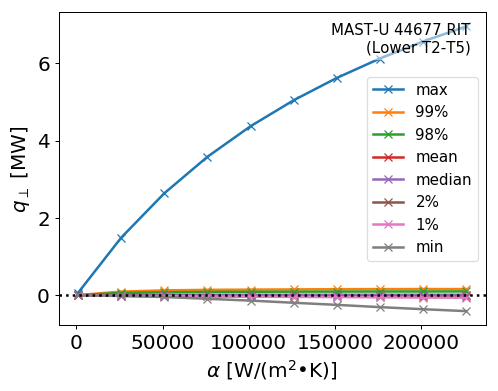 MAST-U 44677 RIT
(Lower T2-T5)
max
99%
98%
mean
median
2%
1%
min
q⊥ [MW]
6
4
2
0
0 50000 100000 150000 200000
α [W/(m²•K)]